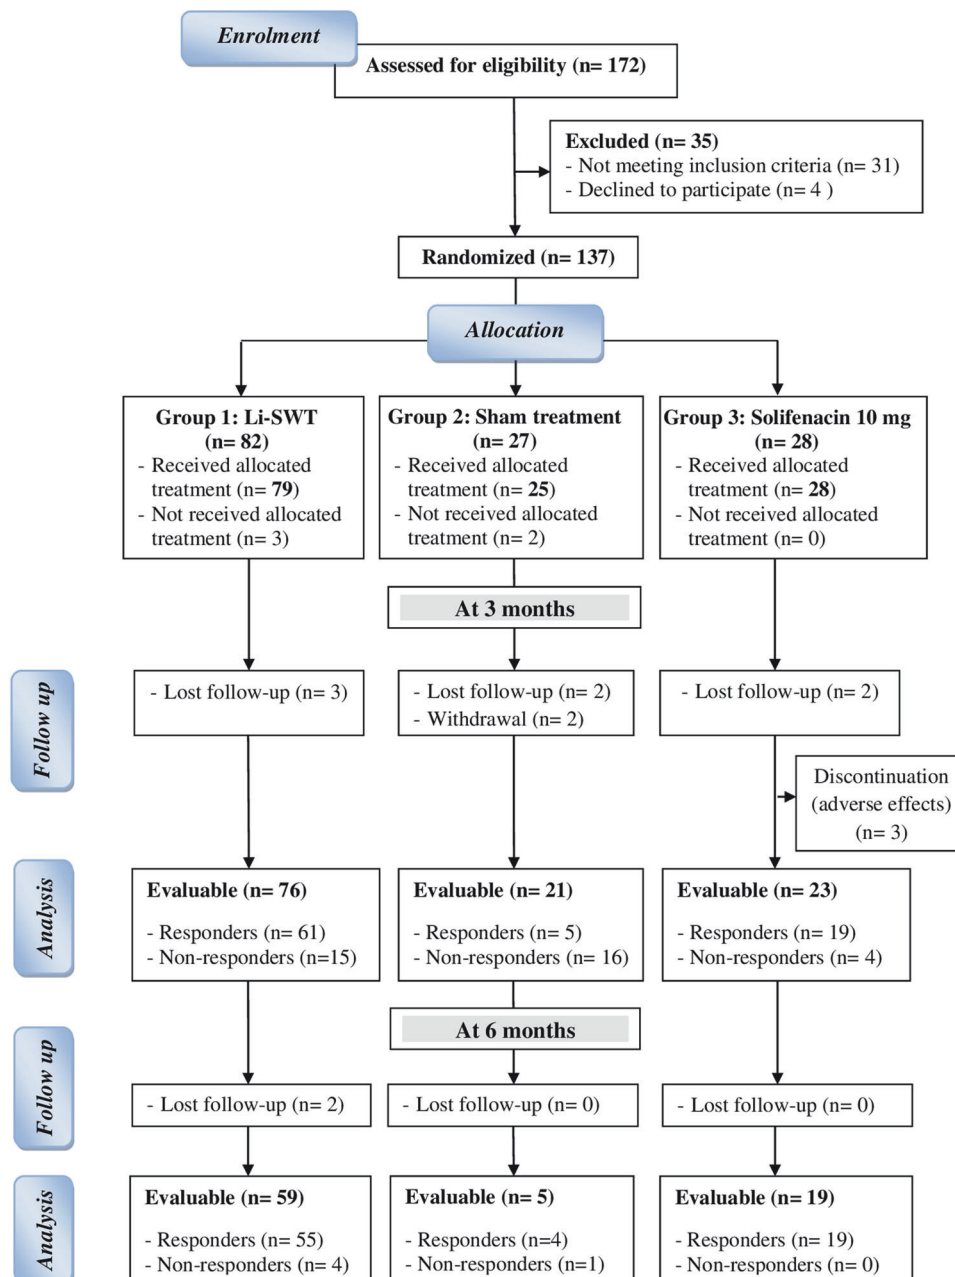 Enrolment
Assessed for eligibility (n= 172)
Excluded (n= 35)
- Not meeting inclusion criteria (n= 31)
- Declined to participate (n= 4 )
Randomized (n= 137)
Allocation
Group 1: Li-SWT
(n= 82)
- Received allocated
treatment (n= 79)
- Not received allocated
treatment (n= 3)
Group 2: Sham treatment
(n= 27)
- Received allocated
treatment (n= 25)
- Not received allocated
treatment (n= 2)
Group 3: Solifenacin 10 mg
(n= 28)
- Received allocated
treatment (n= 28)
- Not received allocated
treatment (n= 0)
At 3 months
Follow up
- Lost follow-up (n= 3)
- Lost follow-up (n= 2)
- Withdrawal (n= 2)
- Lost follow-up (n= 2)
Discontinuation
(adverse effects)
(n= 3)
Analysis
Evaluable (n= 76)
- Responders (n= 61)
- Non-responders (n=15)
Evaluable (n= 21)
- Responders (n= 5)
- Non-responders (n= 16)
Evaluable (n= 23)
- Responders (n= 19)
- Non-responders (n= 4)
At 6 months
Follow up
- Lost follow-up (n= 2)
- Lost follow-up (n= 0)
- Lost follow-up (n= 0)
Analysis
Evaluable (n= 59)
- Responders (n= 55)
- Non-responders (n= 4)
Evaluable (n= 5)
- Responders (n=4)
- Non-responders (n=1)
Evaluable (n= 19)
- Responders (n= 19)
- Non-responders (n= 0)